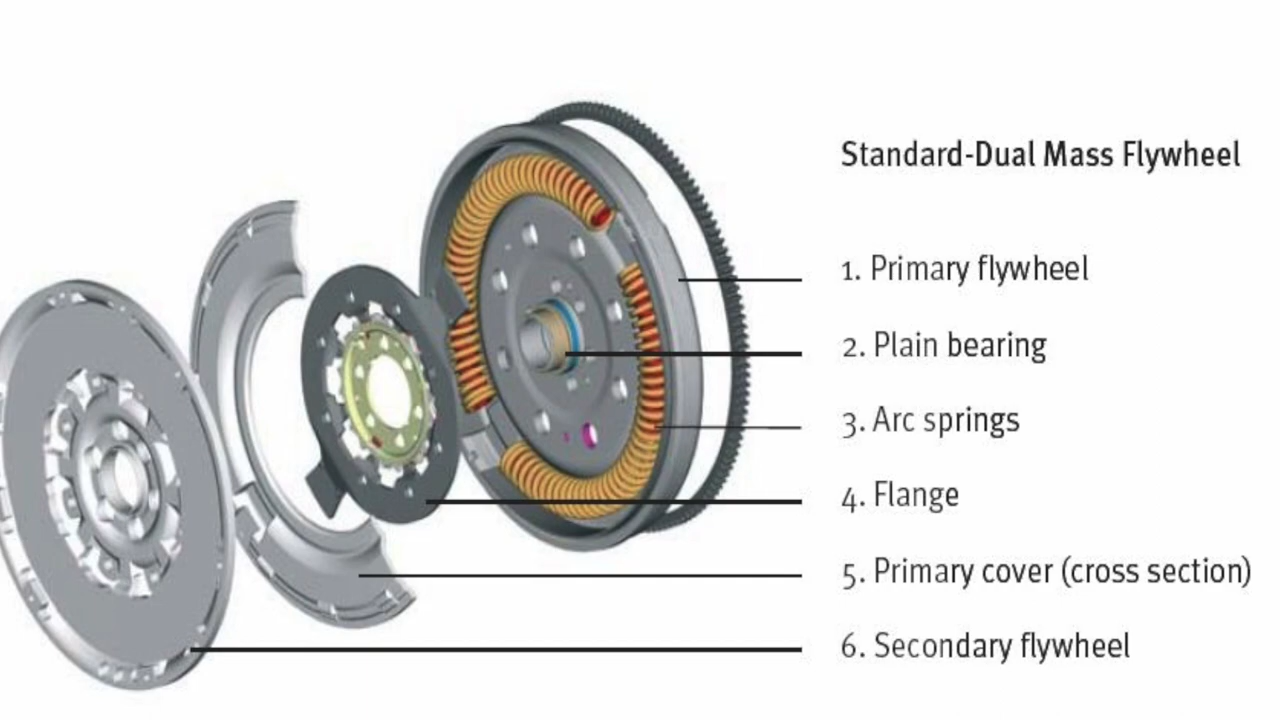 Standard-Dual Mass Flywheel
1. Primary flywheel
2. Plain bearing
3. Arc springs
4. Flange
5. Primary cover (cross section)
6. Secondary flywheel